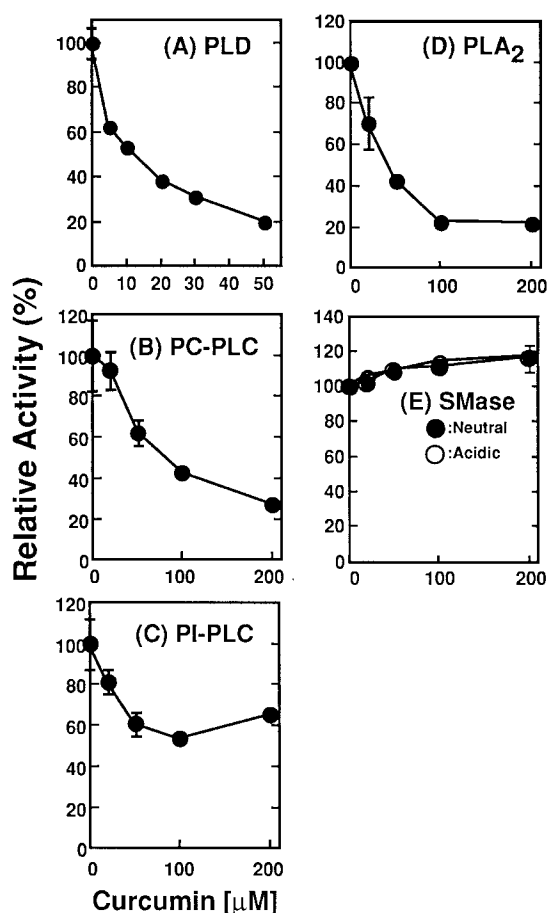 Relative Activity (%)
(A) PLD
100
80
60
40
20
0
0 10 20 30 40 50
(B) PC-PLC
120
100
80
60
40
20
0
0 100 200
(C) PI-PLC
120
100
80
60
40
20
0
0 100 200
Curcumin [μM]
(D) PLA2
100
80
60
40
20
0
0 100 200
(E) SMase
●:Neutral
○:Acidic
140
120
100
80
60
40
20
0
0 100 200